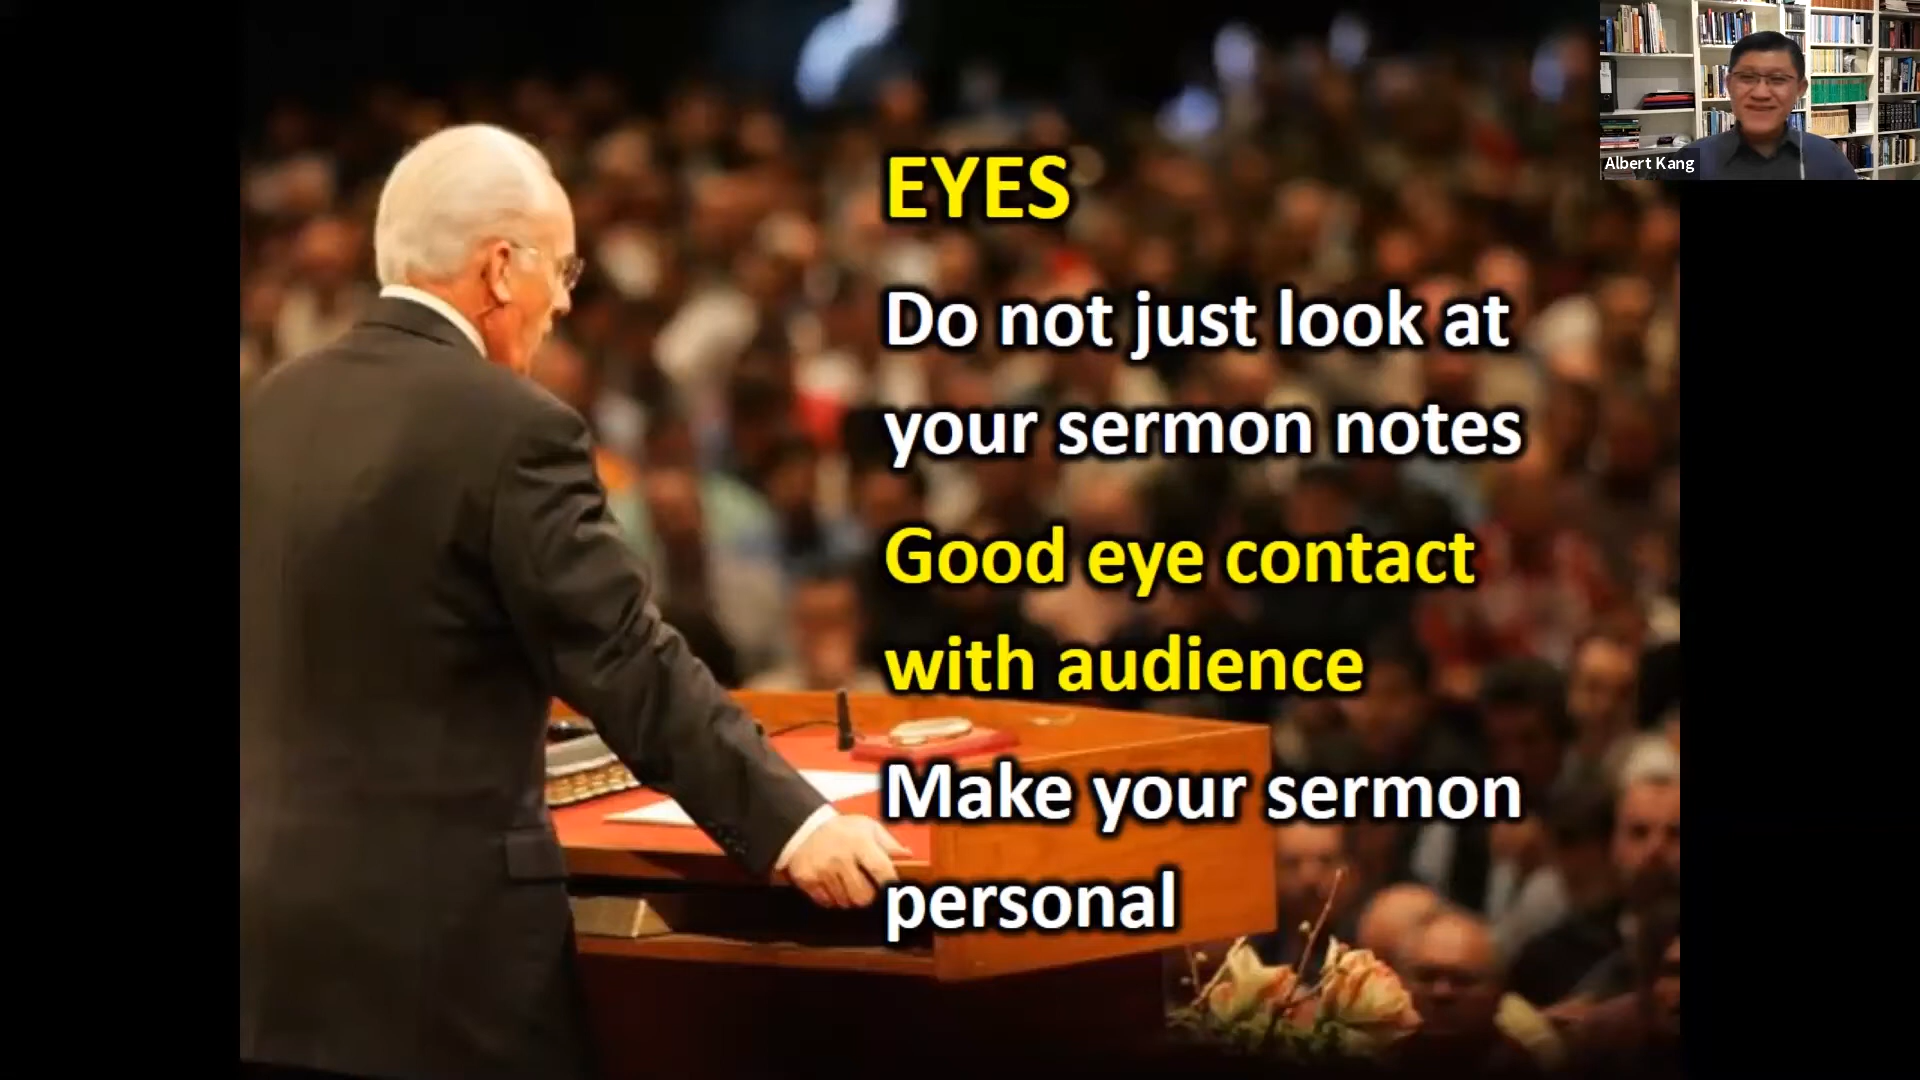 EYES
Do not just look at
your sermon notes
Good eye contact
with audience
Make your sermon
personal
Albert Kang